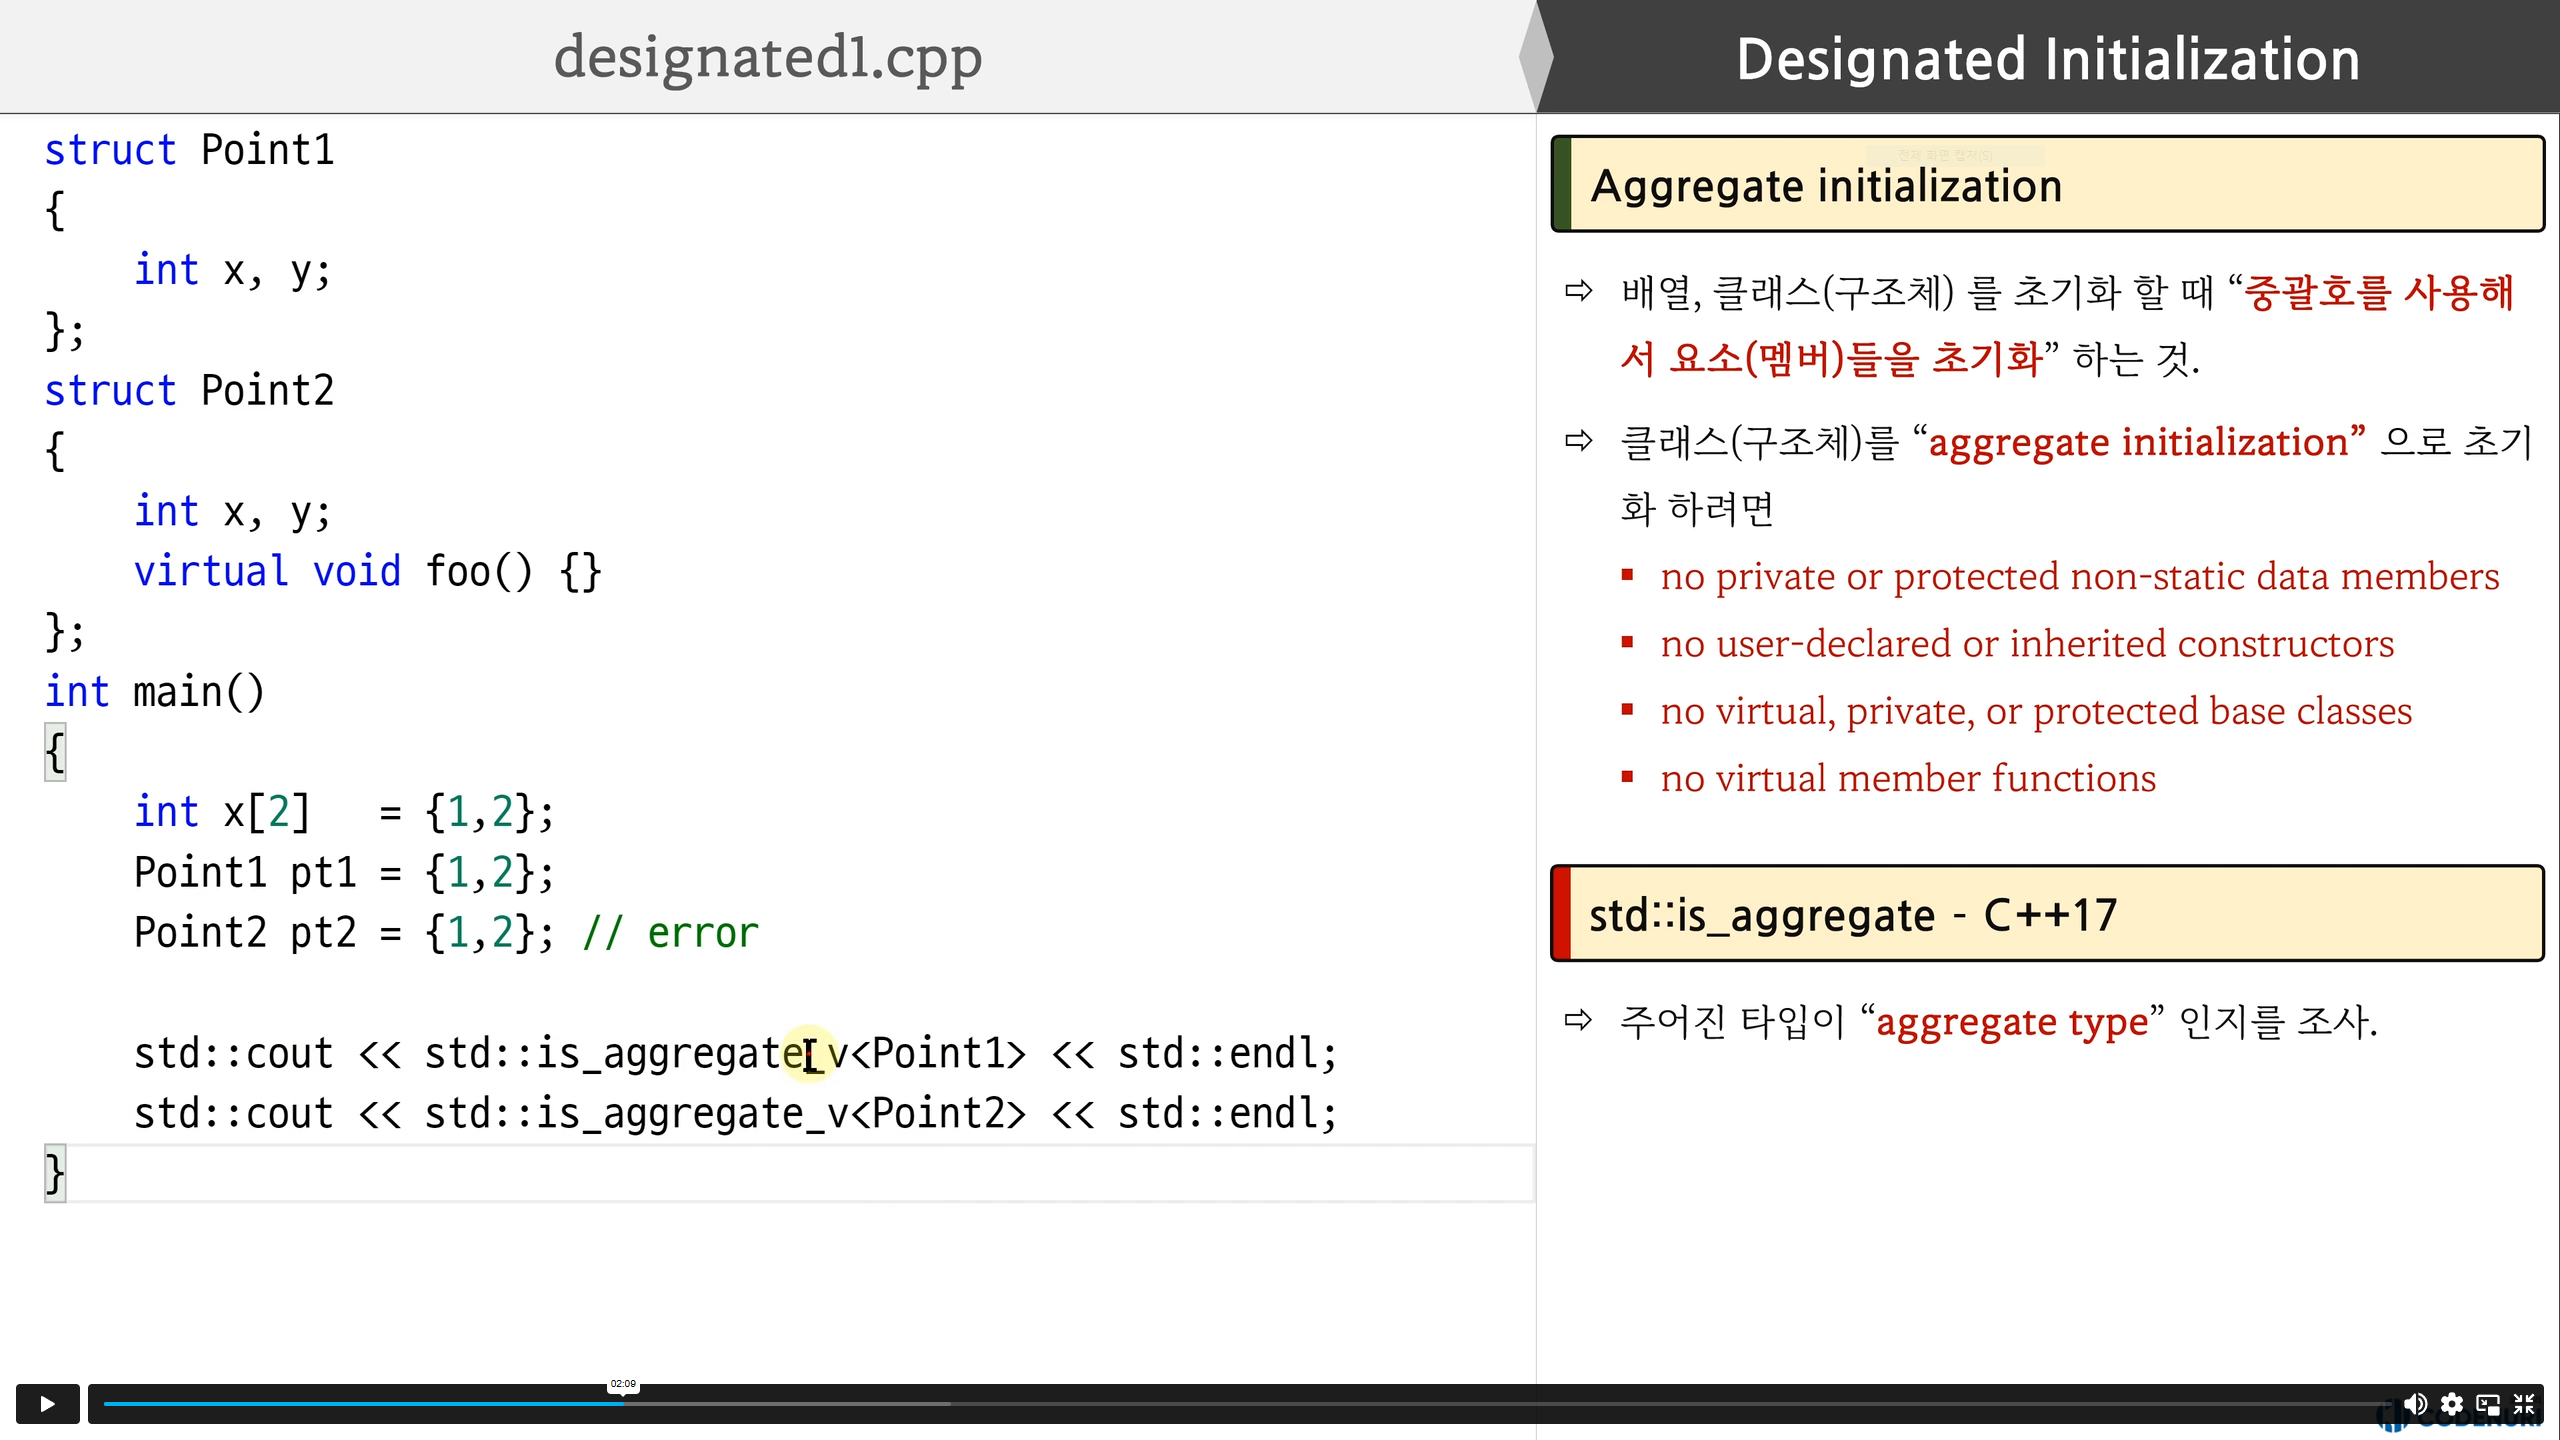 designated1.cpp
Designated Initialization
struct Point1
{
    int x, y;
};
struct Point2
{
    int x, y;
    virtual void foo() {}
};
int main()
{
    int x[2]   = {1,2};
    Point1 pt1 = {1,2};
    Point2 pt2 = {1,2}; // error
    std::cout << std::is_aggregate_v<Point1> << std::endl;
    std::cout << std::is_aggregate_v<Point2> << std::endl;
}
전체 화면 캡처(S)
Aggregate initialization
⇨ 배열, 클래스(구조체) 를 초기화 할 때 “중괄호를 사용해
서 요소(멤버)들을 초기화” 하는 것.
⇨ 클래스(구조체)를 “aggregate initialization” 으로 초기
화 하려면
▪ no private or protected non-static data members
▪ no user-declared or inherited constructors
▪ no virtual, private, or protected base classes
▪ no virtual member functions
std::is_aggregate - C++17
⇨ 주어진 타입이 “aggregate type” 인지를 조사.
02:09
CODENURI